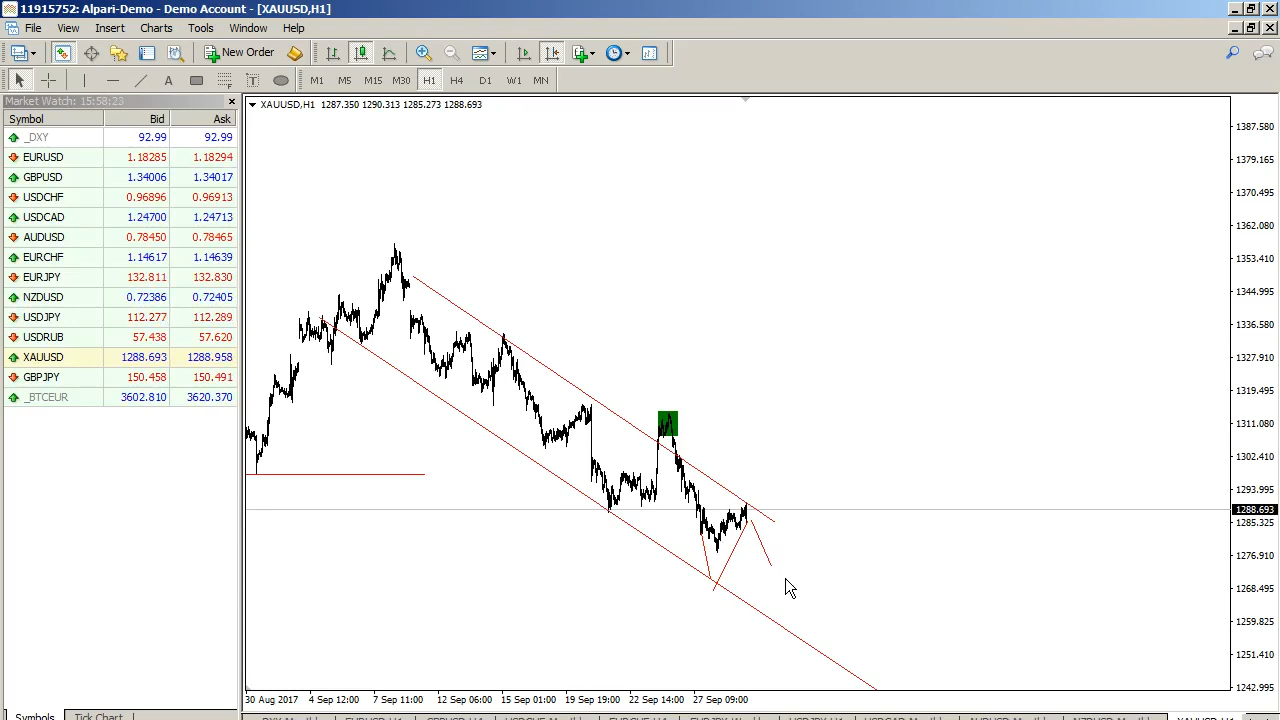 11915752: Alpari-Demo - Demo Account - [XAUUSD,H1]
File View Insert Charts Tools Window Help
New Order
A T M1 M5 M15 M30 H1 H4 D1 W1 MN
Market Watch: 15:58:23
Symbol Bid Ask
_DXY 92.99 92.99
EURUSD 1.18285 1.18294
GBPUSD 1.34006 1.34017
USDCHF 0.96896 0.96913
USDCAD 1.24700 1.24713
AUDUSD 0.78450 0.78465
EURCHF 1.14617 1.14639
EURJPY 132.811 132.830
NZDUSD 0.72386 0.72405
USDJPY 112.277 112.289
USDRUB 57.438 57.620
XAUUSD 1288.693 1288.958
GBPJPY 150.458 150.491
_BTCEUR 3602.810 3620.370
Symbols Tick Chart
XAUUSD,H1 1287.350 1290.313 1285.273 1288.693
1387.580
1379.165
1370.495
1362.080
1353.410
1344.995
1336.580
1327.910
1319.495
1311.080
1302.410
1293.995
1288.693
1285.325
1276.910
1268.495
1259.825
1251.410
1242.995
30 Aug 2017 4 Sep 12:00 7 Sep 11:00 12 Sep 06:00 15 Sep 01:00 19 Sep 19:00 22 Sep 14:00 27 Sep 09:00